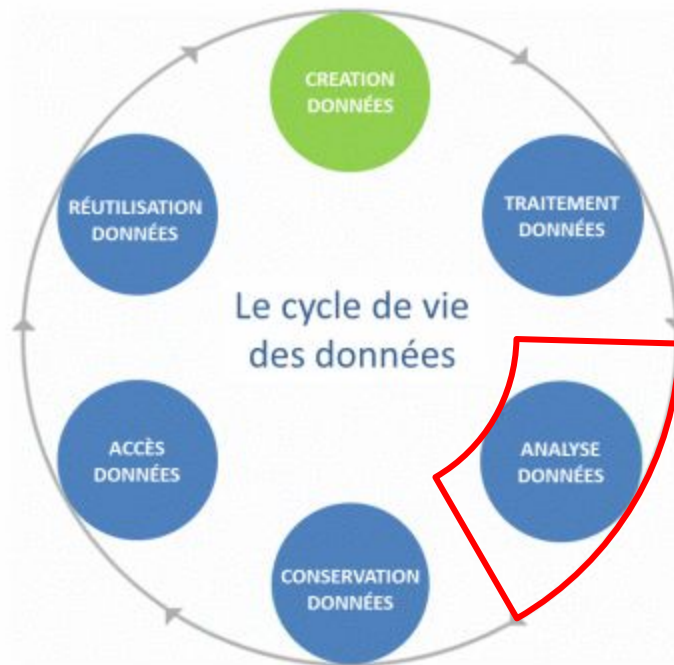 CREATION
DONNÉES
TRAITEMENT
DONNÉES
ANALYSE
DONNÉES
CONSERVATION
DONNÉES
ACCÈS
DONNÉES
RÉUTILISATION
DONNÉES
Le cycle de vie
des données